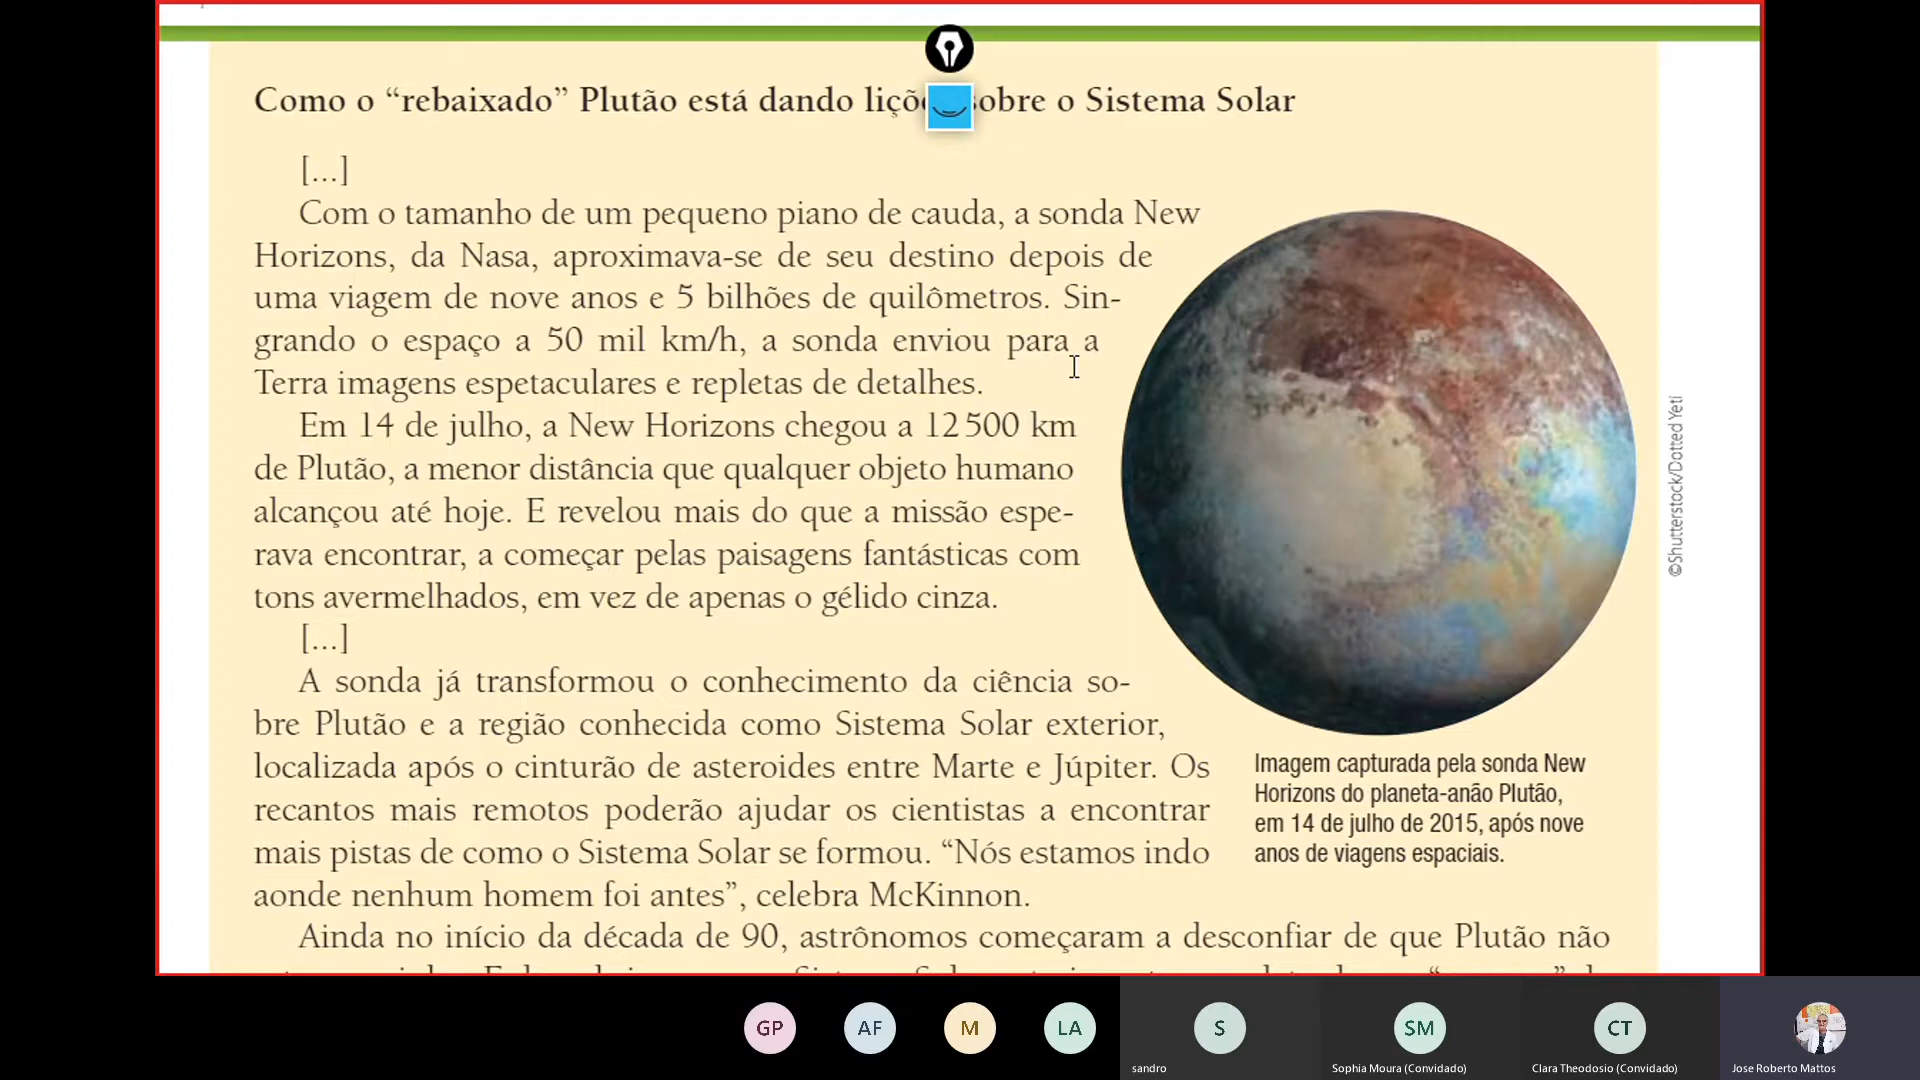 Como o “rebaixado” Plutão está dando sobre o Sistema Solar
[...]
Com o tamanho de um pequeno piano de cauda, a sonda New
Horizons, da Nasa, aproximava-se de seu destino depois de
uma viagem de nove anos e 5 bilhões de quilômetros. Sin-
grando o espaço a 50 mil km/h, a sonda enviou para a
Terra imagens espetaculares e repletas de detalhes.
Em 14 de julho, a New Horizons chegou a 12 500 km
de Plutão, a menor distância que qualquer objeto humano
alcançou até hoje. E revelou mais do que a missão espe-
rava encontrar, a começar pelas paisagens fantásticas com
tons avermelhados, em vez de apenas o gélido cinza.
[...]
A sonda já transformou o conhecimento da ciência so-
bre Plutão e a região conhecida como Sistema Solar exterior,
localizada após o cinturão de asteroides entre Marte e Júpiter. Os
recantos mais remotos poderão ajudar os cientistas a encontrar
mais pistas de como o Sistema Solar se formou. “Nós estamos indo
aonde nenhum homem foi antes”, celebra McKinnon.
Ainda no início da década de 90, astrônomos começaram a desconfiar de que Plutão não
©Shutterstock/Dotted Yeti
Imagem capturada pela sonda New
Horizons do planeta-anão Plutão,
em 14 de julho de 2015, após nove
anos de viagens espaciais.
GP
AF
M
LA
S
SM
CT
sandro
Sophia Moura (Convidado)
Clara Theodosio (Convidado)
Jose Roberto Mattos